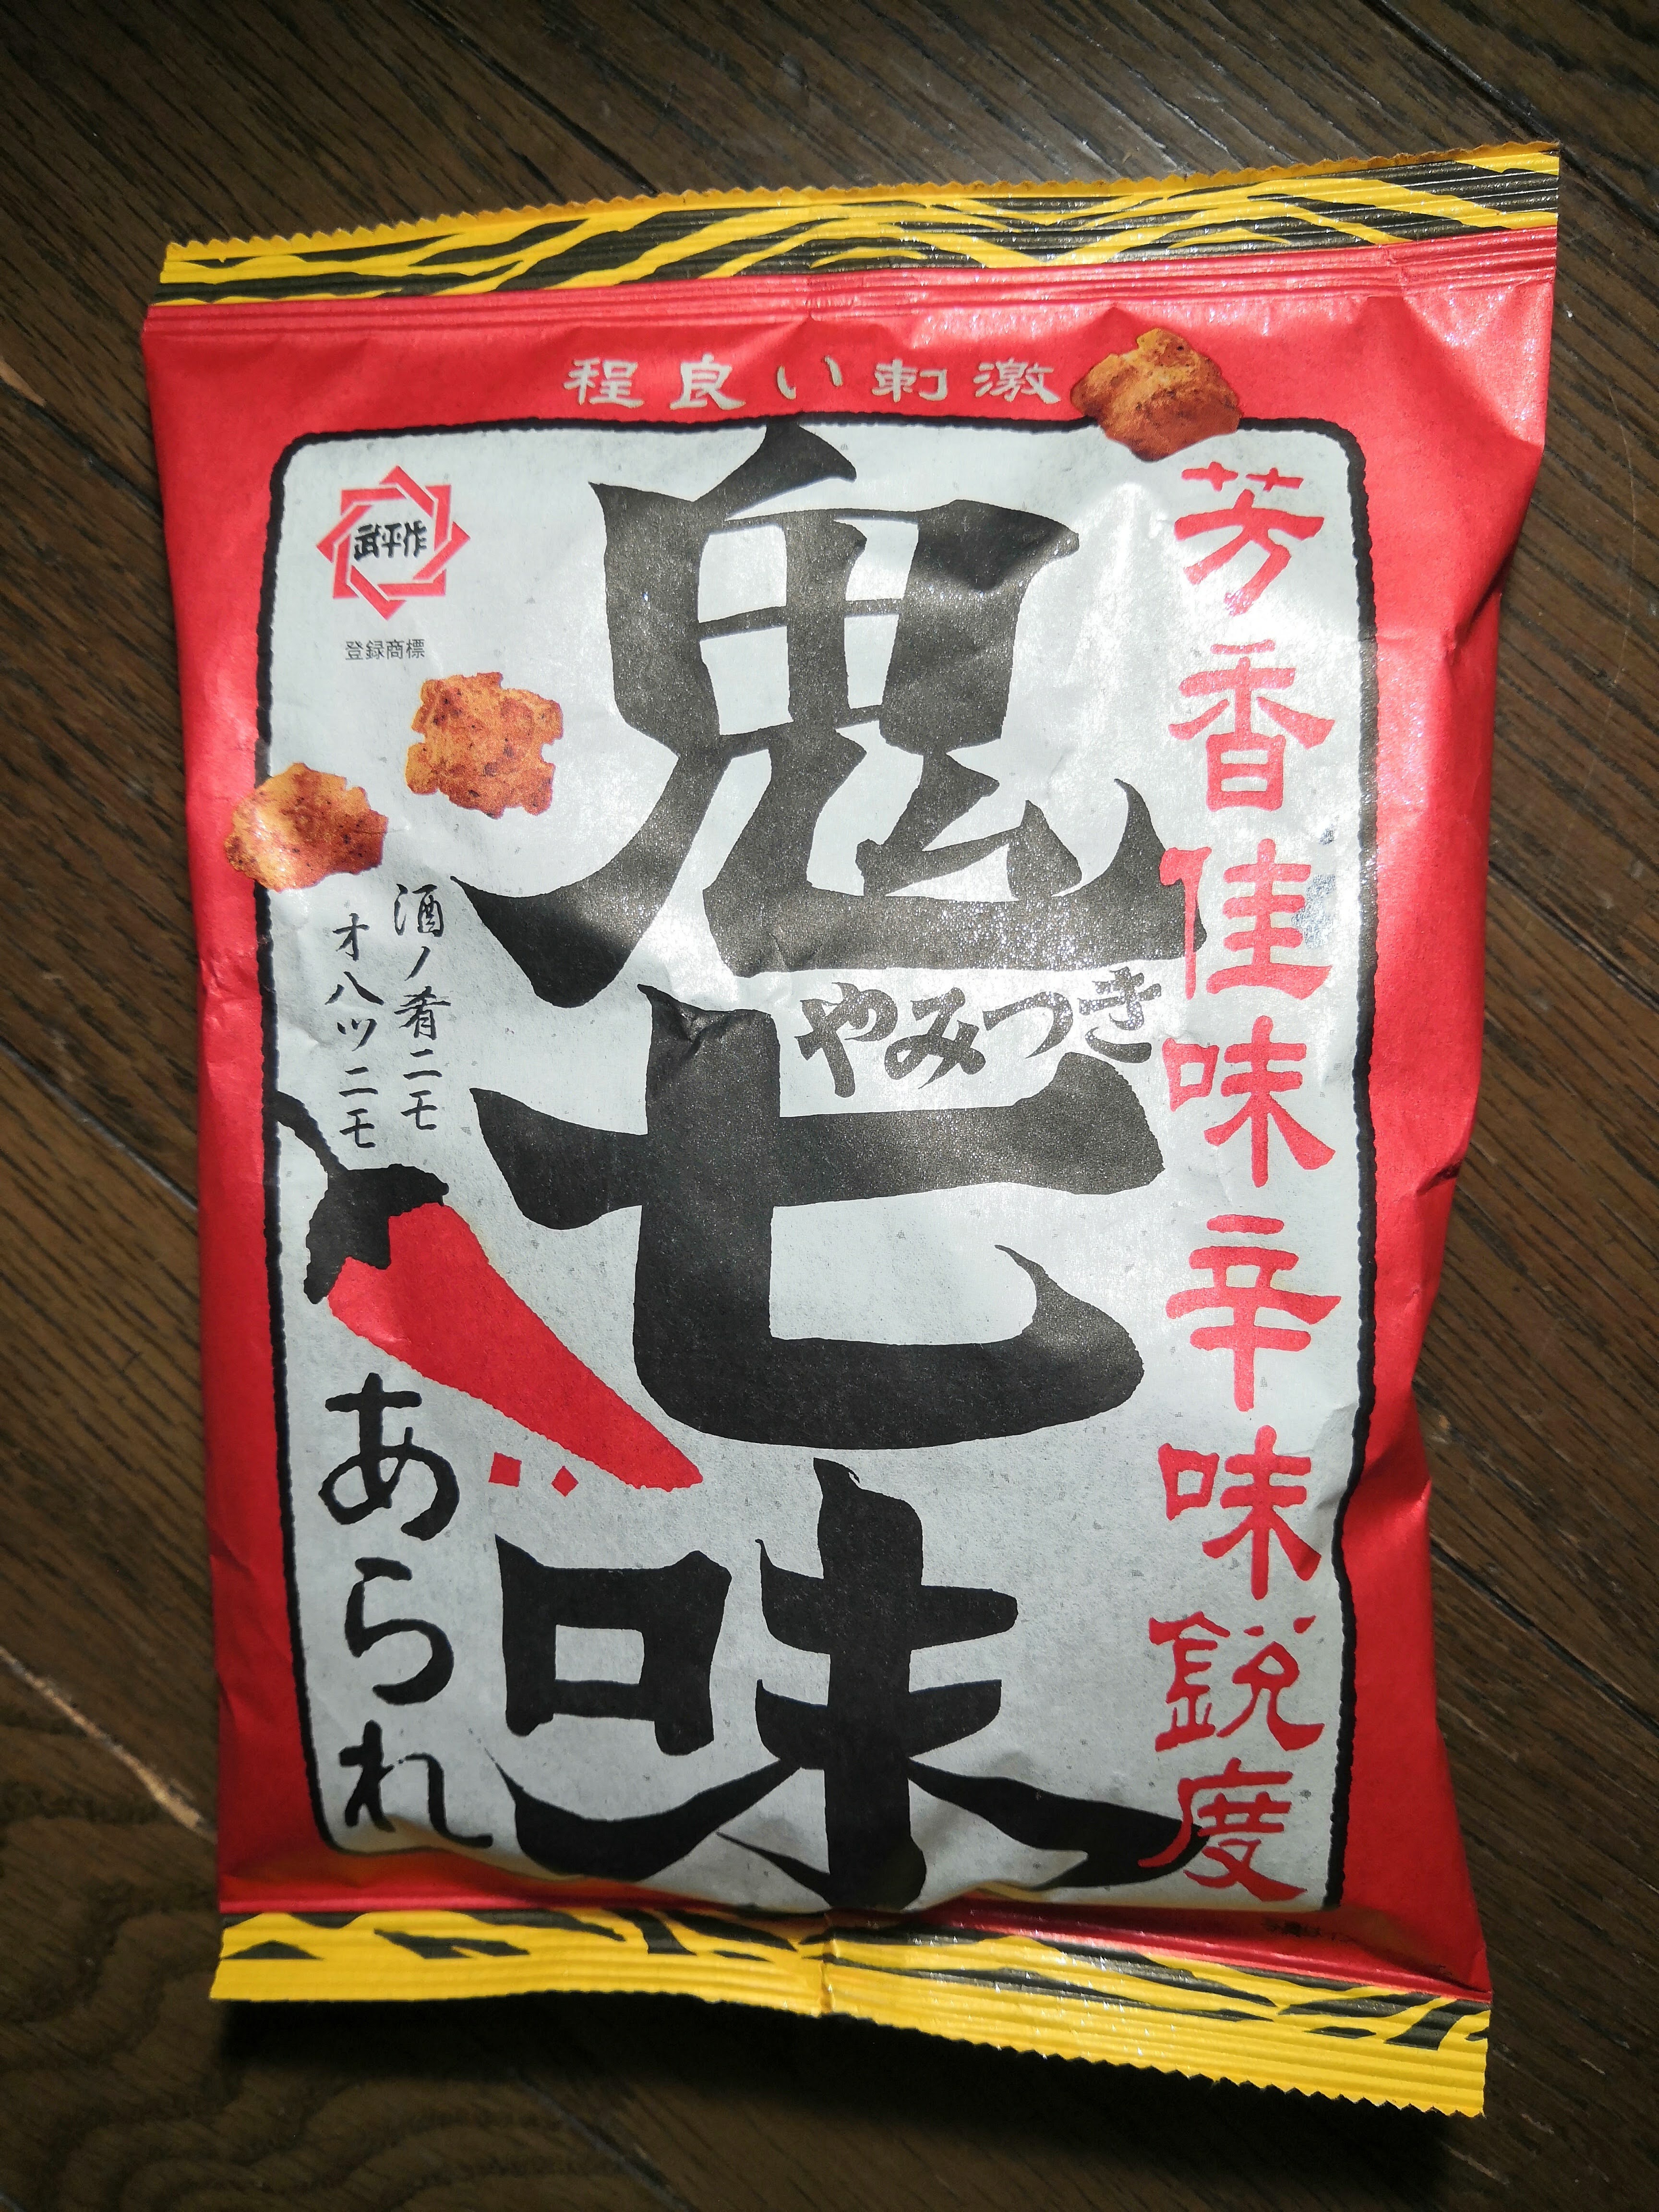 程良い刺激
芳香佳味辛味鋭度
鬼七味
やみつき
武平作
登録商標
酒ノ肴ニモ
オハツニモ
あられ